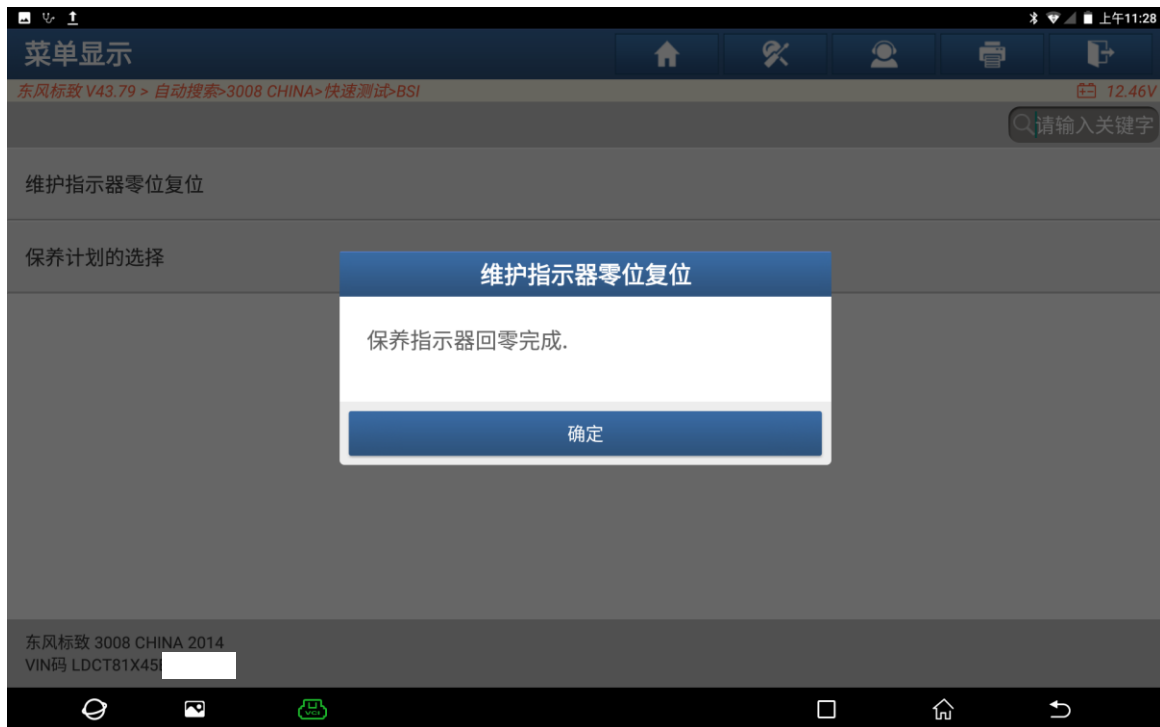 上午11:28
菜单显示
东风标致 V43.79 > 自动搜索>3008 CHINA>快速测试>BSI
12.46V
请输入关键字
维护指示器零位复位
保养计划的选择
维护指示器零位复位
保养指示器回零完成.
确定
东风标致 3008 CHINA 2014
VIN码 LDCT81X45
VCI